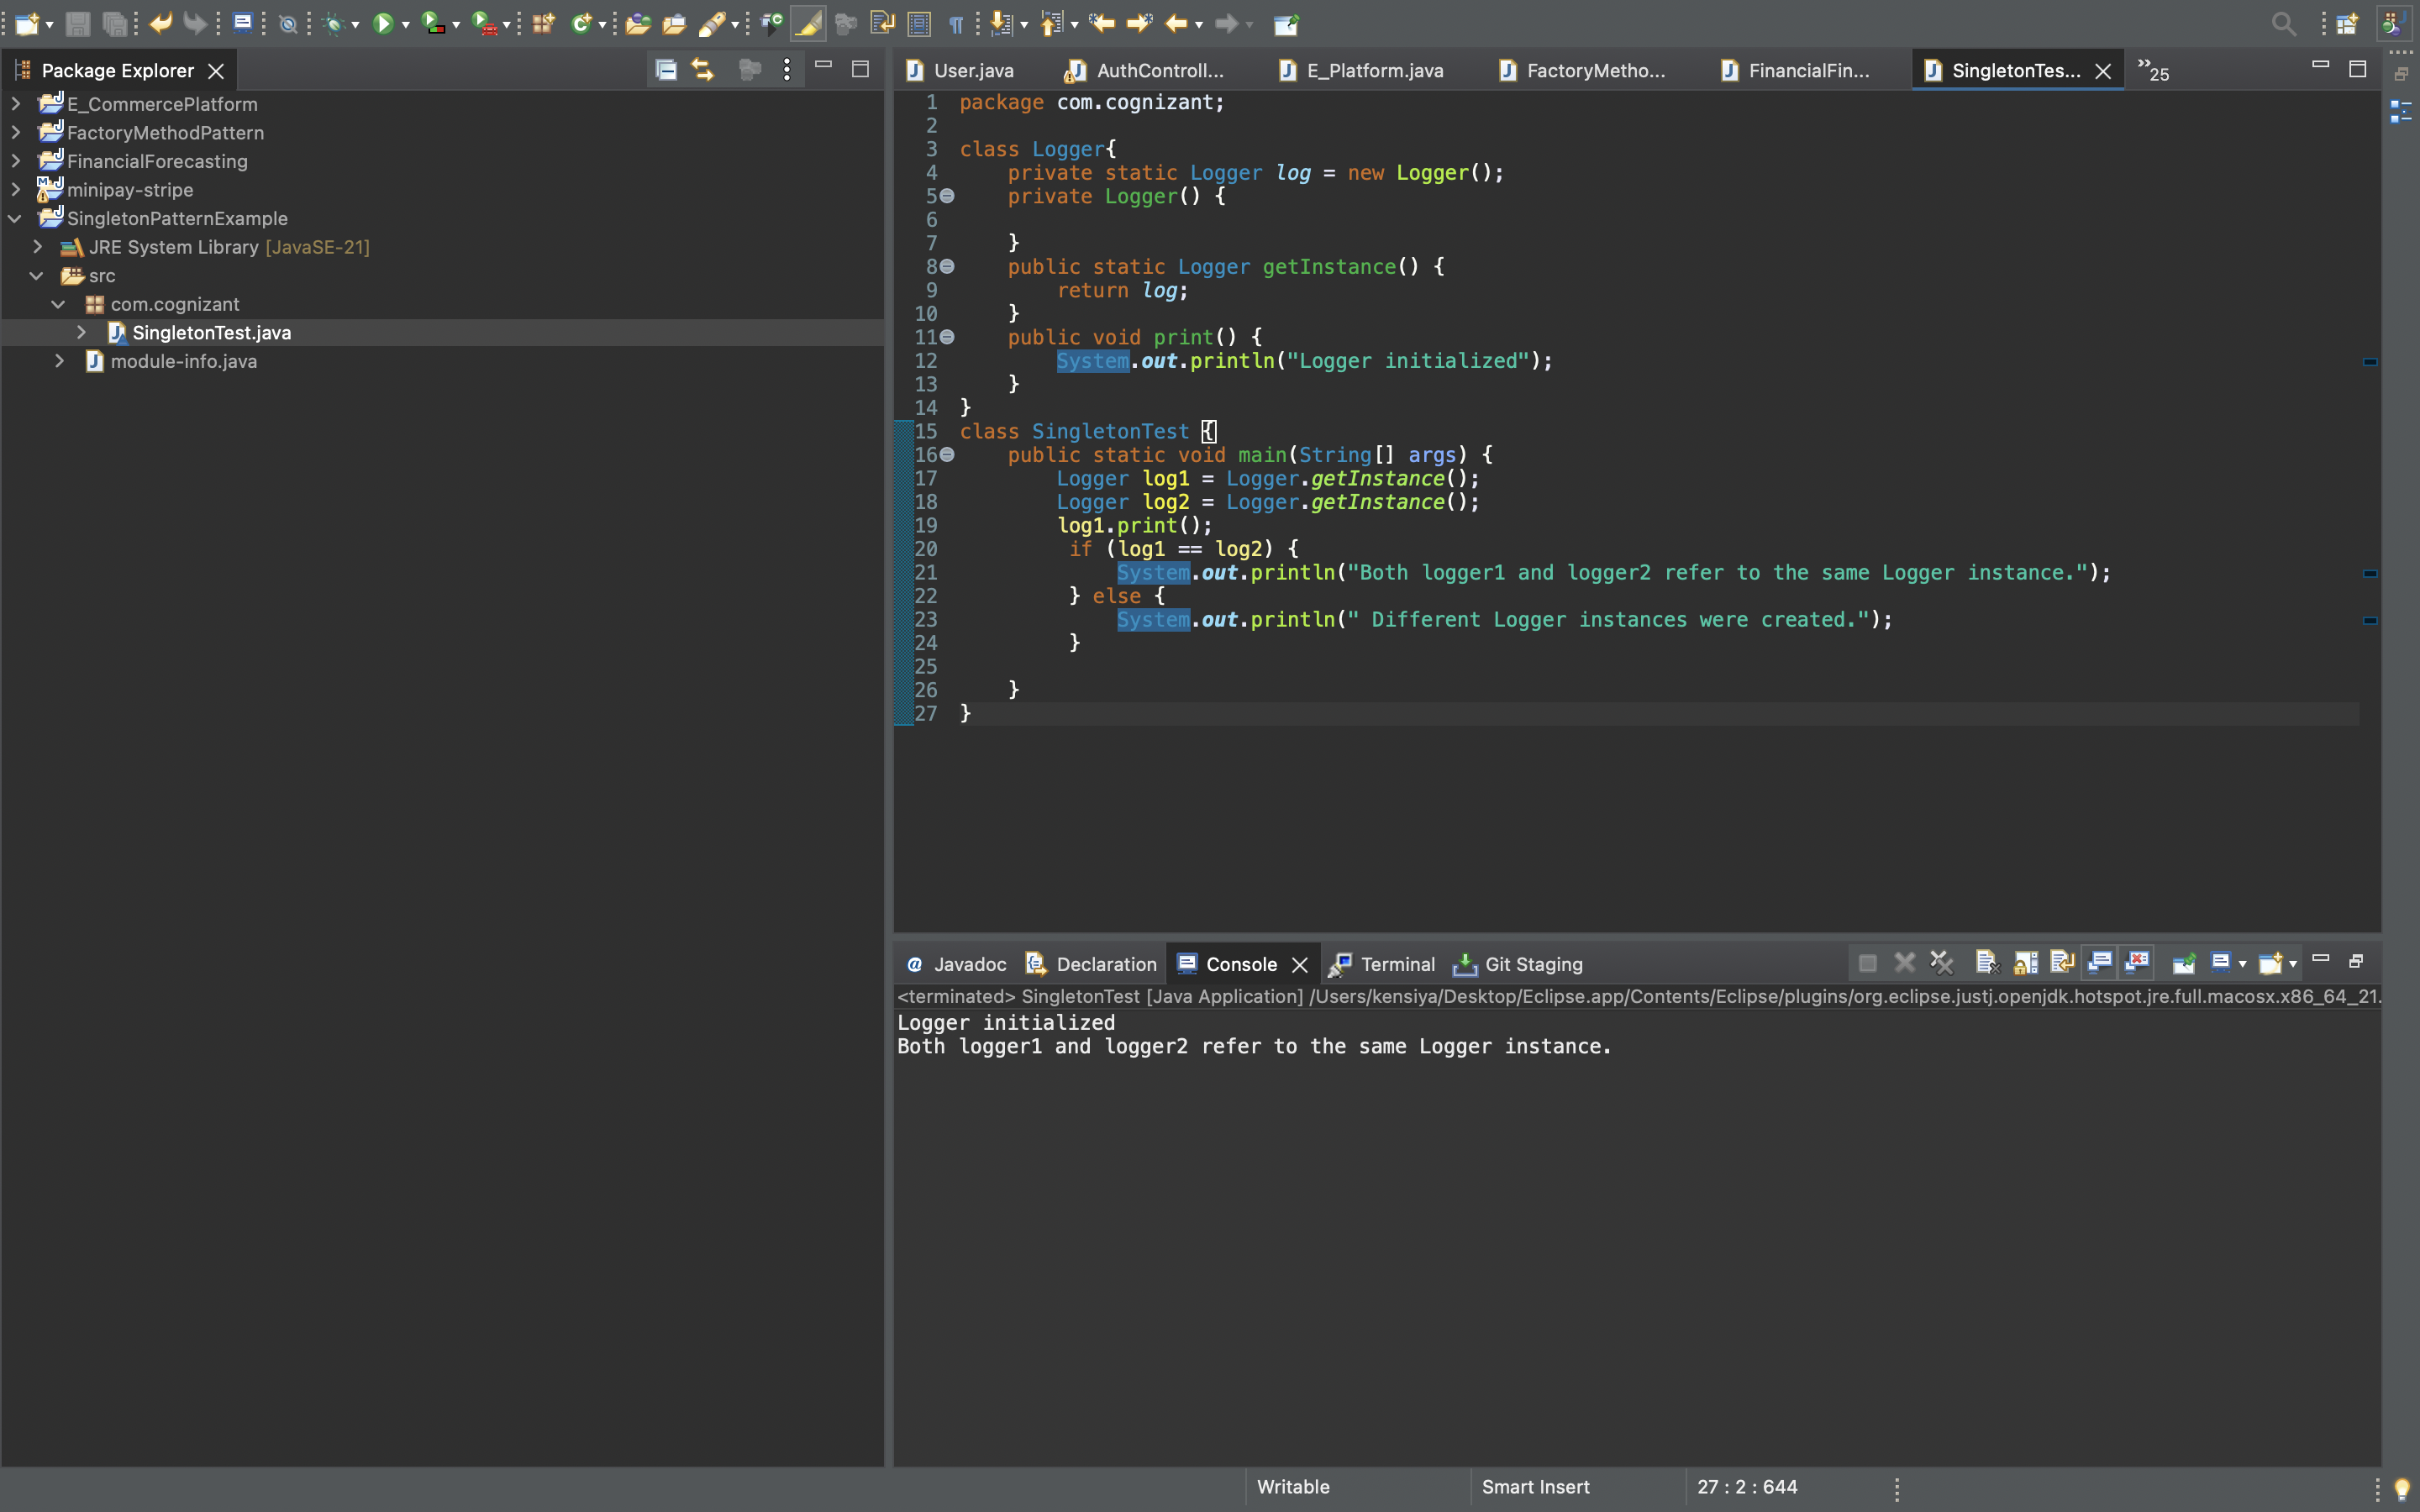 Package Explorer
E_CommercePlatform
FactoryMethodPattern
FinancialForecasting
minipay-stripe
SingletonPatternExample
JRE System Library [JavaSE-21]
src
com.cognizant
SingletonTest.java
module-info.java
User.java AuthControll... E_Platform.java FactoryMetho... FinancialFin... SingletonTes... »25
1 package com.cognizant;
2
3 class Logger{
4     private static Logger log = new Logger();
5     private Logger() {
6
7     }
8     public static Logger getInstance() {
9         return log;
10     }
11     public void print() {
12         System.out.println("Logger initialized");
13     }
14 }
15 class SingletonTest {
16     public static void main(String[] args) {
17         Logger log1 = Logger.getInstance();
18         Logger log2 = Logger.getInstance();
19         log1.print();
20          if (log1 == log2) {
21              System.out.println("Both logger1 and logger2 refer to the same Logger instance.");
22          } else {
23              System.out.println(" Different Logger instances were created.");
24          }
25
26     }
27 }
@ Javadoc Declaration Console Terminal Git Staging
<terminated> SingletonTest [Java Application] /Users/kensiya/Desktop/Eclipse.app/Contents/Eclipse/plugins/org.eclipse.justj.openjdk.hotspot.jre.full.macosx.x86_64_21.
Logger initialized
Both logger1 and logger2 refer to the same Logger instance.
Writable Smart Insert 27 : 2 : 644